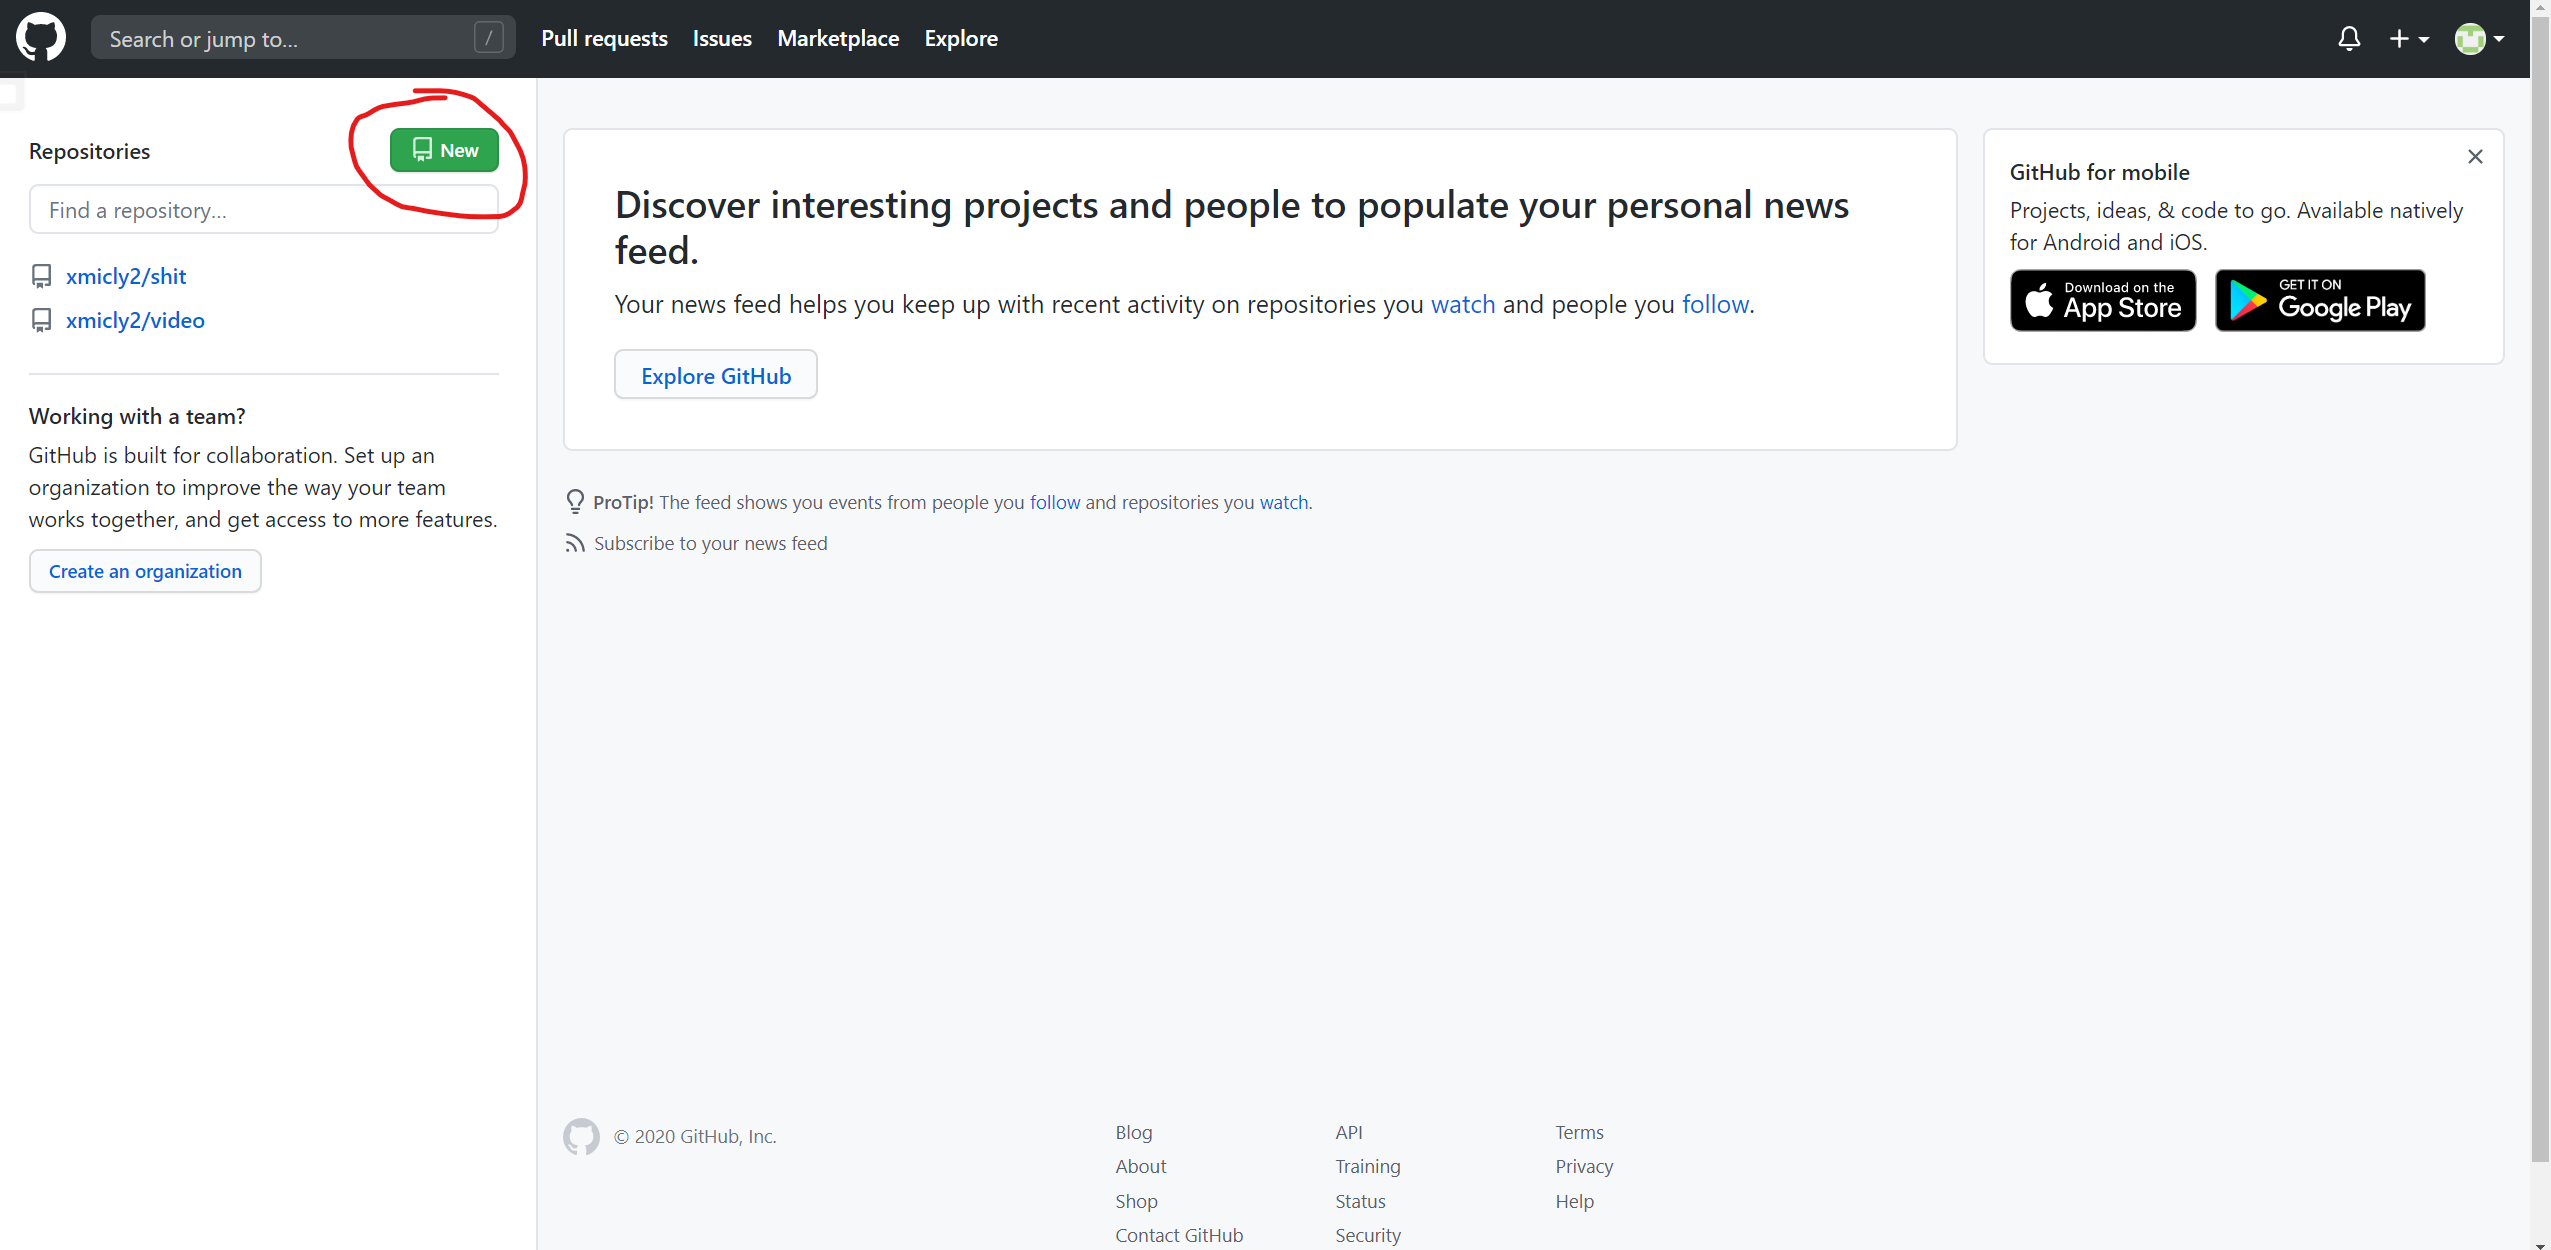 Search or jump to...
/
Pull requests
Issues
Marketplace
Explore
Repositories
New
Find a repository...
xmicly2/shit
xmicly2/video
Working with a team?
GitHub is built for collaboration. Set up an
organization to improve the way your team
works together, and get access to more features.
Create an organization
Discover interesting projects and people to populate your personal news
feed.
Your news feed helps you keep up with recent activity on repositories you watch and people you follow.
Explore GitHub
ProTip! The feed shows you events from people you follow and repositories you watch.
Subscribe to your news feed
GitHub for mobile
Projects, ideas, & code to go. Available natively
for Android and iOS.
Download on the
App Store
GET IT ON
Google Play
© 2020 GitHub, Inc.
Blog
About
Shop
Contact GitHub
API
Training
Status
Security
Terms
Privacy
Help